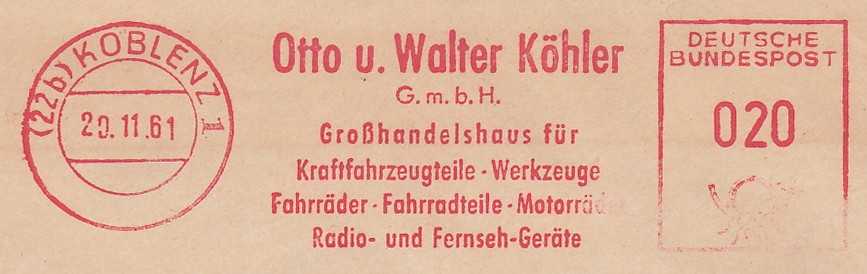 (22b) KOBLENZ 1
20.11.61
Otto u. Walter Köhler
G.m.b.H.
Großhandelshaus für
Kraftfahrzeugteile · Werkzeuge
Fahrräder · Fahrradteile · Motorräder
Radio- und Fernseh-Geräte
DEUTSCHE
BUNDESPOST
020